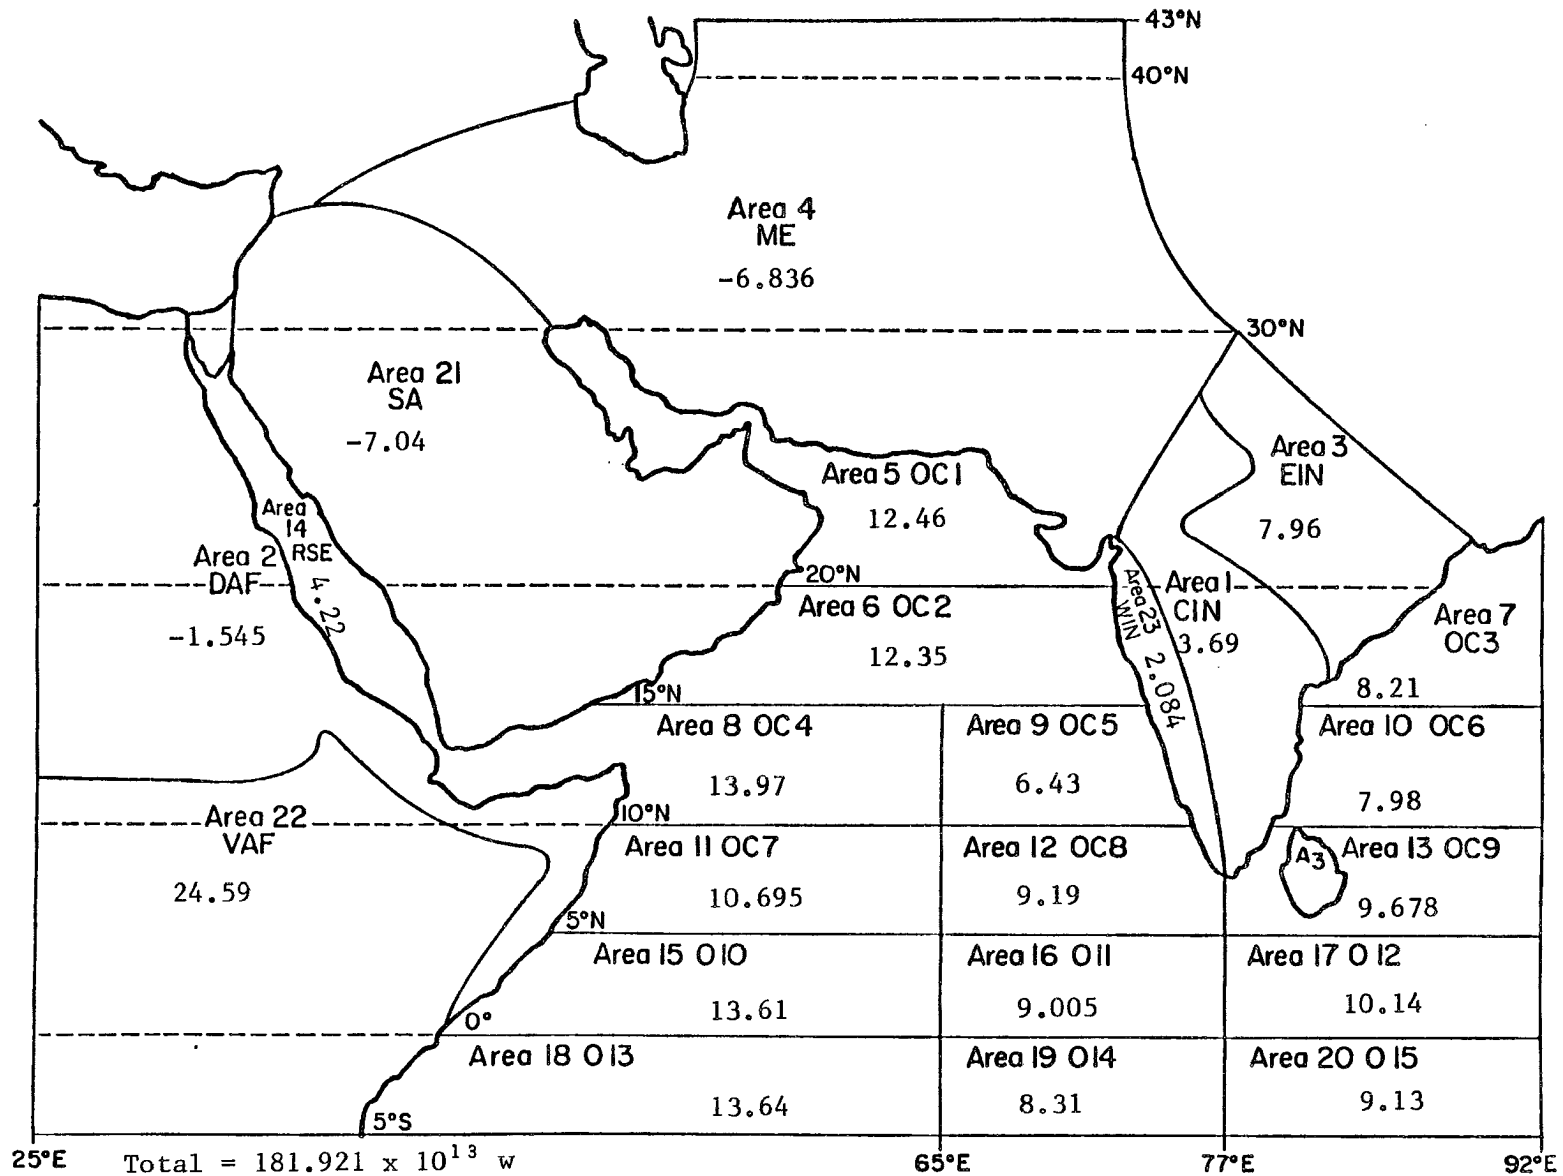 43°N
40°N
Area 4
ME
-6.836
30°N
Area 21
SA
-7.04
Area 3
EIN
7.96
Area 5 OC1
12.46
Area
14
RSE
4.22
Area 2
DAF
-1.545
20°N
Area 6 OC2
12.35
Area 23
WIN
2.084
Area 1
CIN
3.69
Area 7
OC3
8.21
15°N
Area 8 OC4
13.97
Area 9 OC5
6.43
Area 10 OC6
7.98
10°N
Area 22
VAF
24.59
Area 11 OC7
10.695
Area 12 OC8
9.19
A3
Area 13 OC9
9.678
5°N
Area 15 O10
13.61
Area 16 O11
9.005
Area 17 O12
10.14
0°
Area 18 O13
13.64
Area 19 O14
8.31
Area 20 O15
9.13
5°S
25°E
65°E
77°E
92°E
Total = 181.921 x 10¹³ w